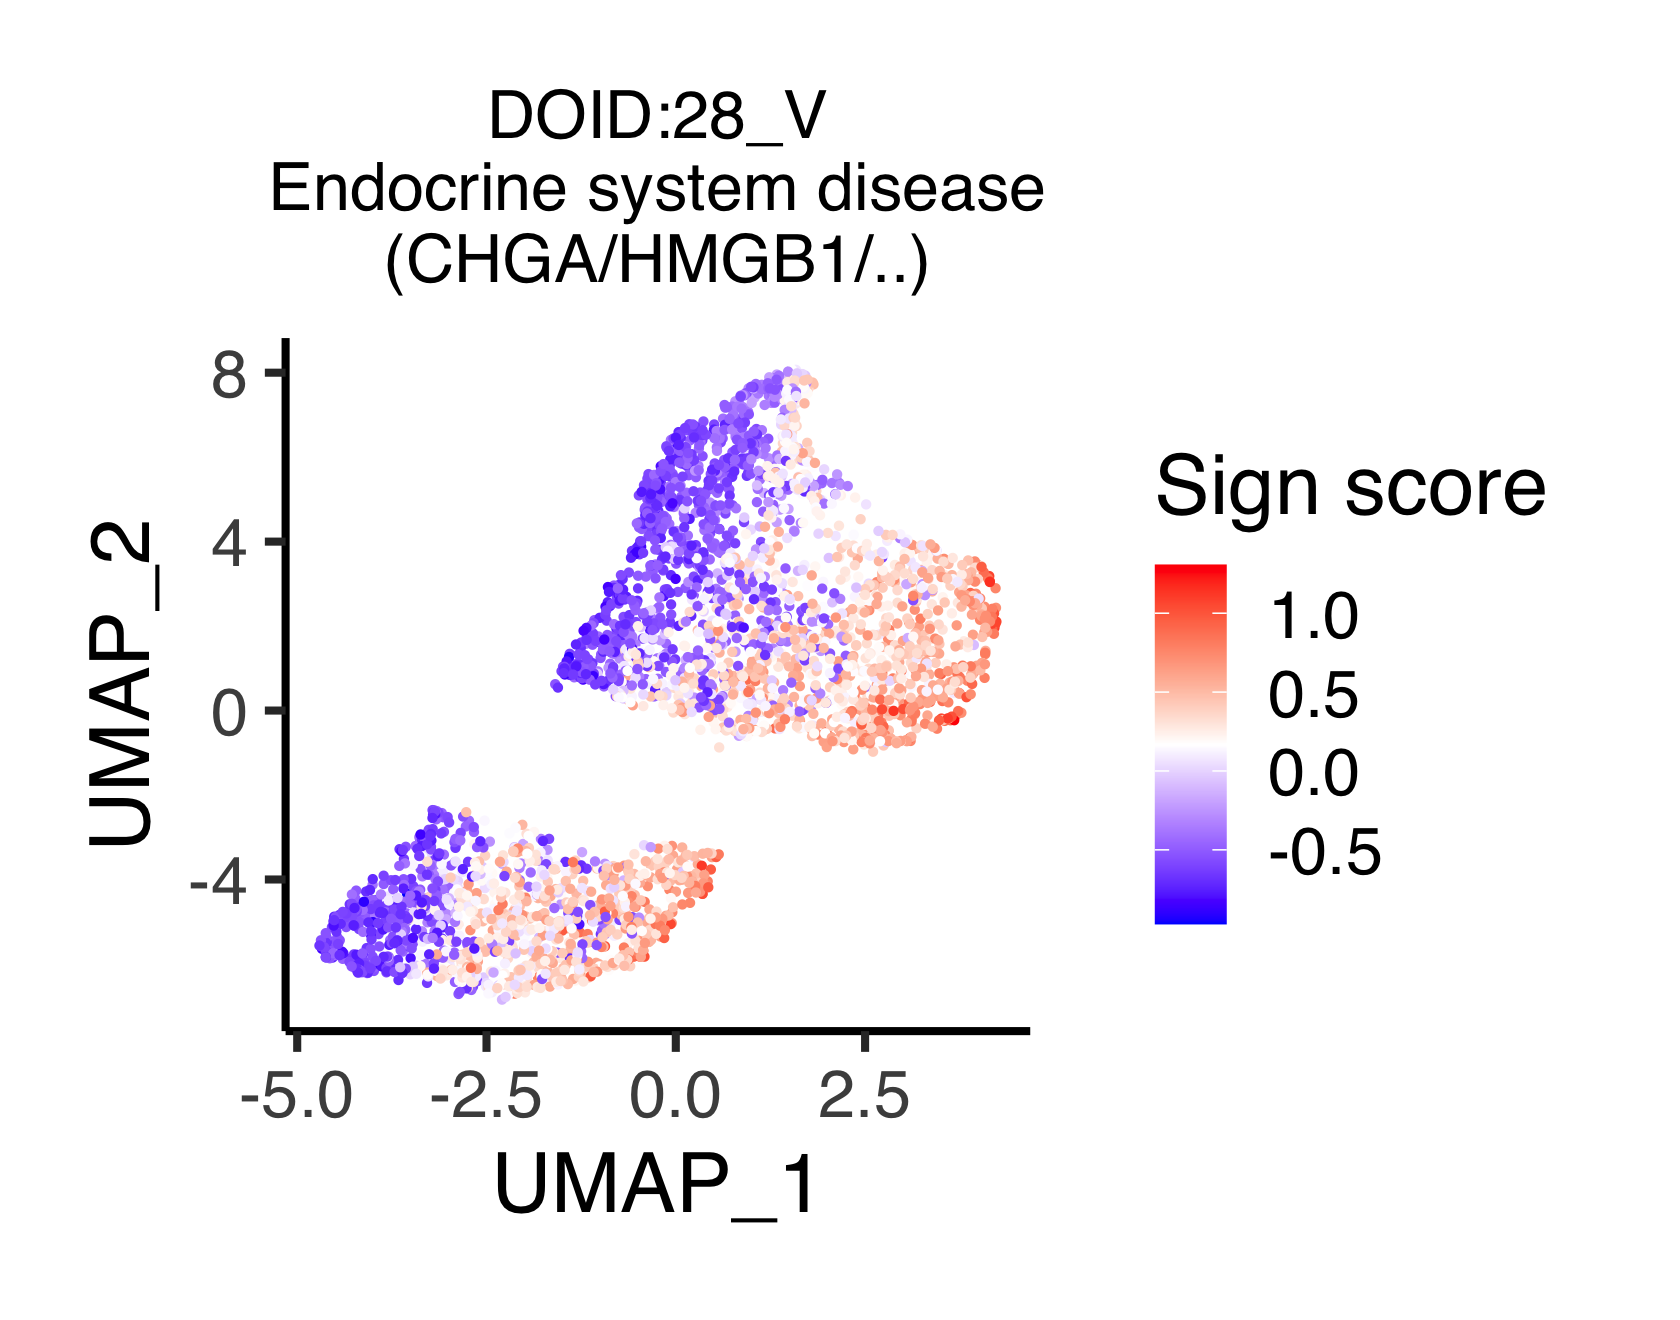 DOID:28_V
Endocrine system disease
(CHGA/HMGB1/..)
8
4
0
-4
UMAP_2
-5.0 -2.5 0.0 2.5
UMAP_1
Sign score
1.0
0.5
0.0
-0.5